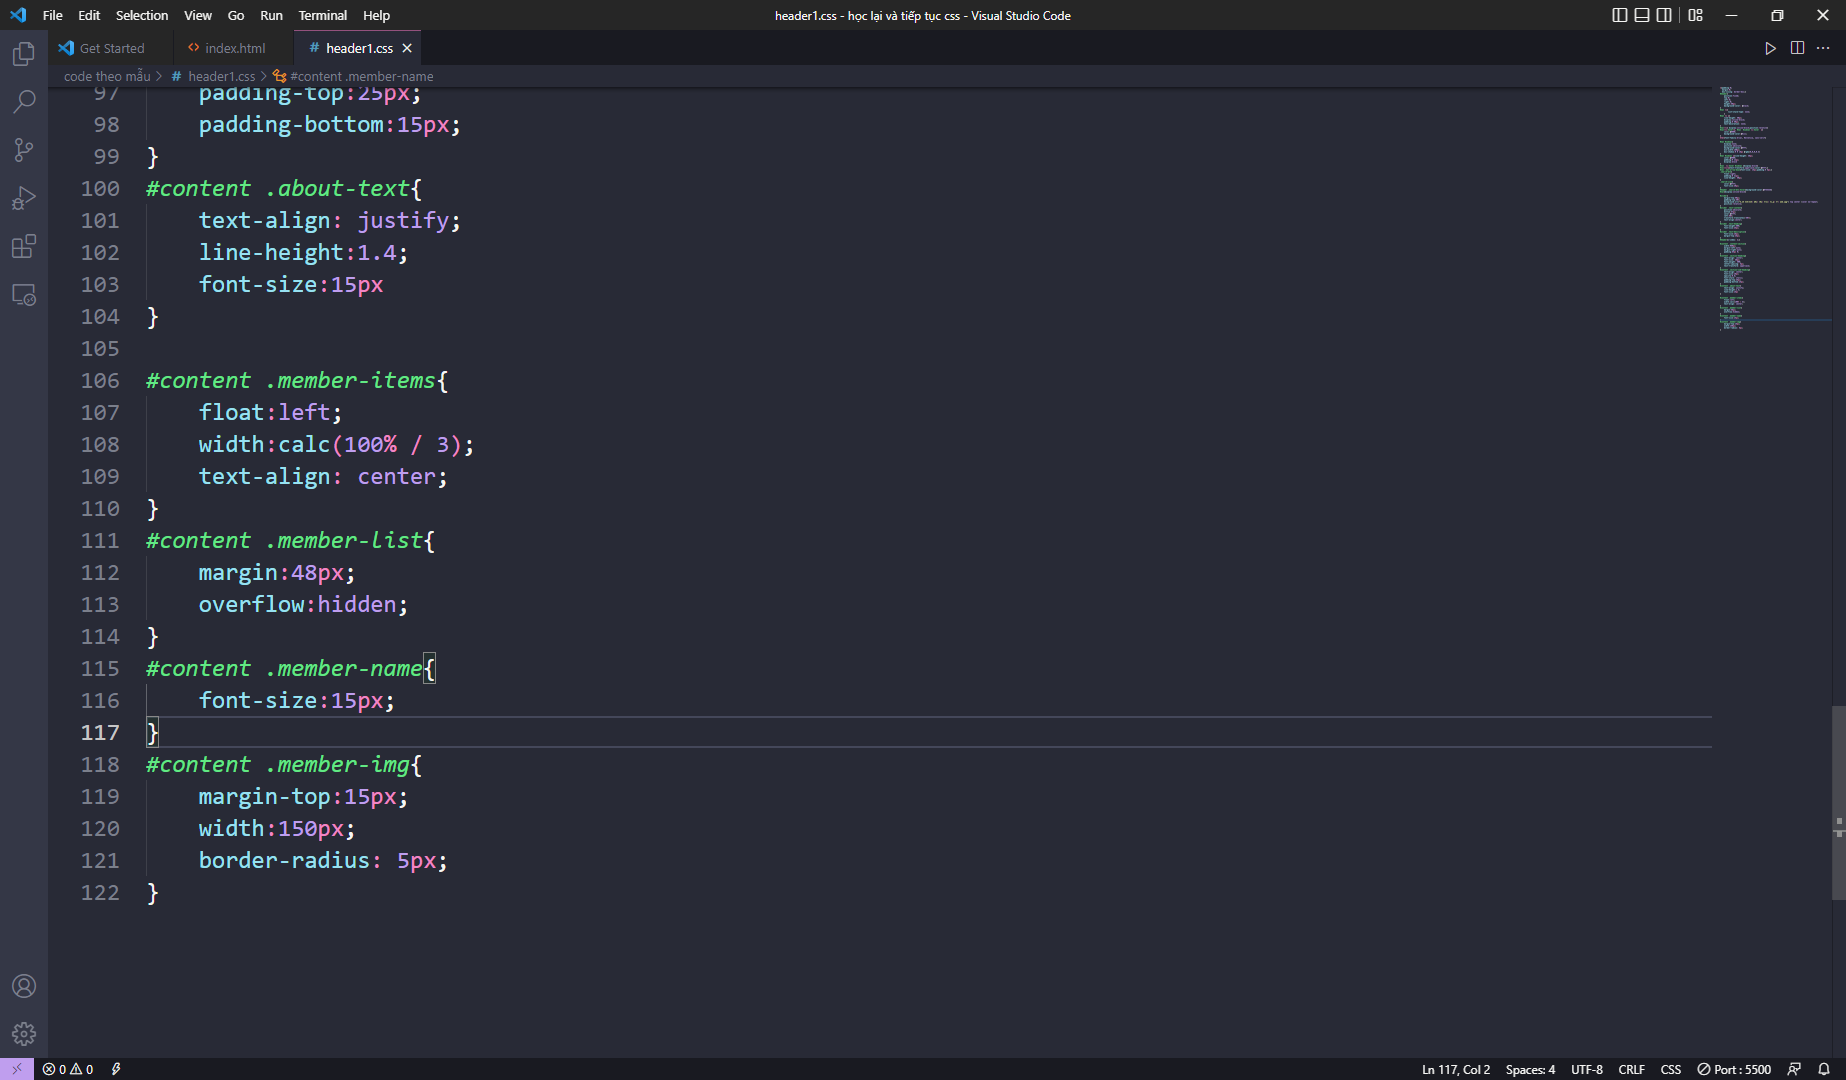 File Edit Selection View Go Run Terminal Help
header1.css - học lại và tiếp tục css - Visual Studio Code
Get Started
index.html
# header1.css
code theo mẫu > # header1.css > #content .member-name
97 padding-top:25px;
98 padding-bottom:15px;
99 }
100 #content .about-text{
101 text-align: justify;
102 line-height:1.4;
103 font-size:15px
104 }
105
106 #content .member-items{
107 float:left;
108 width:calc(100% / 3);
109 text-align: center;
110 }
111 #content .member-list{
112 margin:48px;
113 overflow:hidden;
114 }
115 #content .member-name{
116 font-size:15px;
117 }
118 #content .member-img{
119 margin-top:15px;
120 width:150px;
121 border-radius: 5px;
122 }
0 0
Ln 117, Col 2 Spaces: 4 UTF-8 CRLF CSS Port : 5500